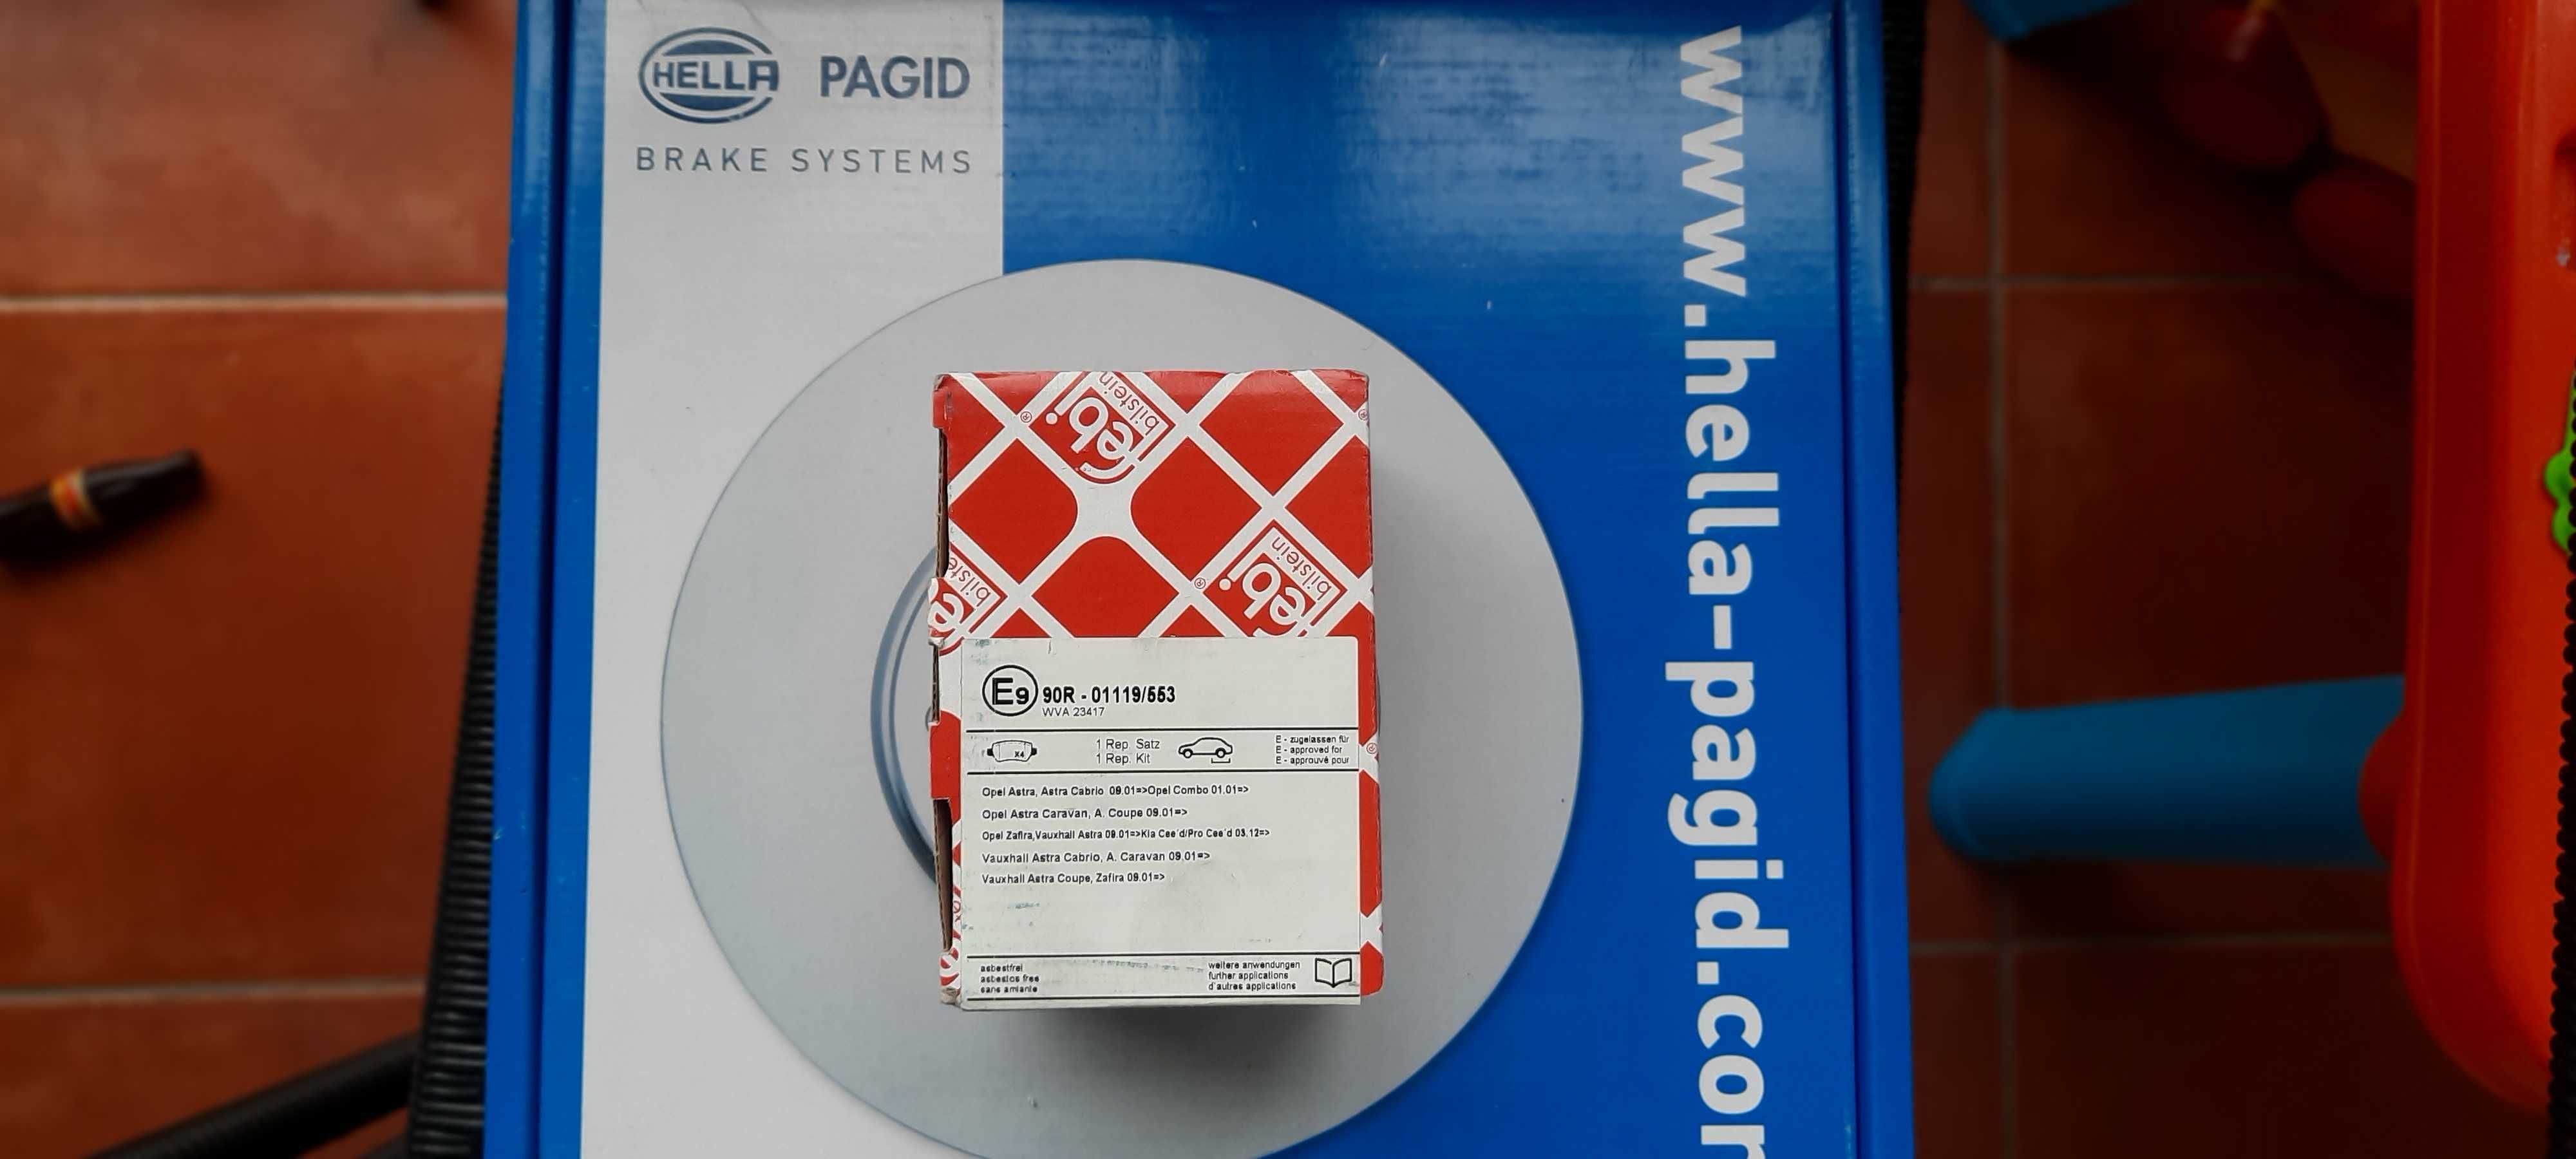 HELLA PAGID
BRAKE SYSTEMS
www.hella-pagid.com
febi
bilstein
®
febi
bilstein
®
bilstein
E9 90R - 01119/553
WVA 23417
x4
1 Rep. Satz
1 Rep. Kit
E - zugelassen für
E - approved for
E - approuvé pour
Opel Astra, Astra Cabrio 09.01=>Opel Combo 01.01=>
Opel Astra Caravan, A. Coupe 09.01=>
Opel Zafira,Vauxhall Astra 09.01=>Kia Cee´d/Pro Cee´d 03.12=>
Vauxhall Astra Cabrio, A. Caravan 09.01=>
Vauxhall Astra Coupe, Zafira 09.01=>
asbestfrei
asbestos free
sans amiante
weitere anwendungen
further applications
d´autres applications